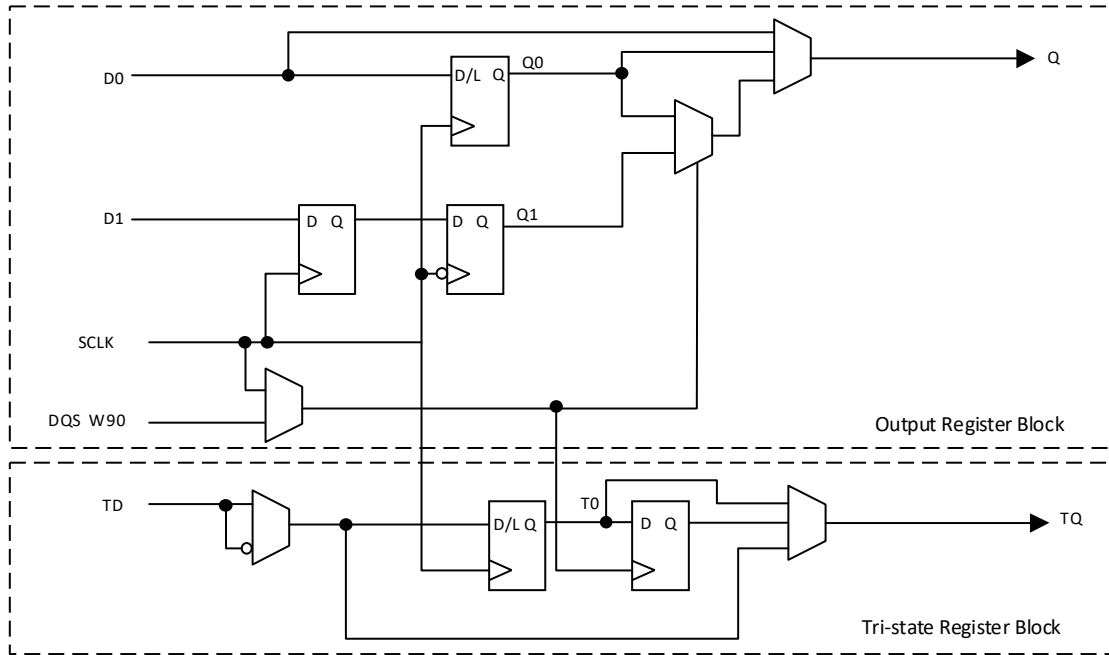 Q
D0
D/L Q
Q0
D1
D Q
D Q
Q1
SCLK
DQS W90
Output Register Block
TD
D/L Q
T0
D Q
TQ
Tri-state Register Block